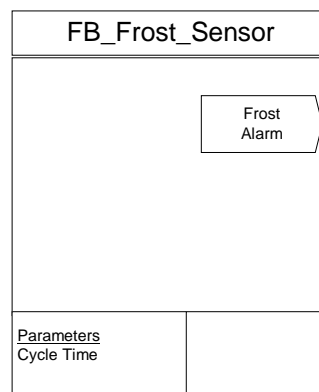 FB_Frost_Sensor
Frost
Alarm
Parameters
Cycle Time